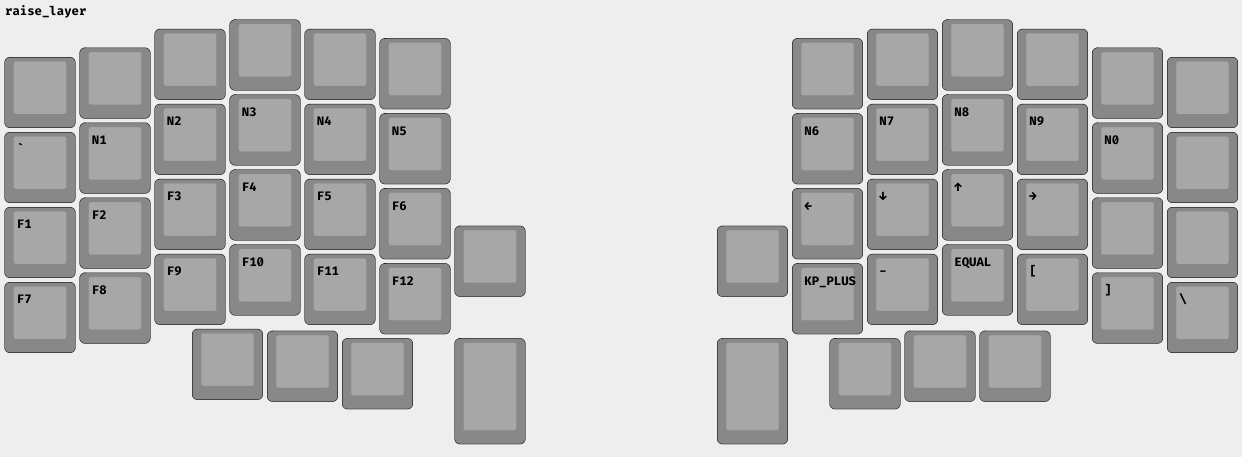 raise_layer
` N1 N2 N3 N4 N5 N6 N7 N8 N9 N0
F1 F2 F3 F4 F5 F6 ← ↓ ↑ →
F7 F8 F9 F10 F11 F12 KP_PLUS - EQUAL [ ] \